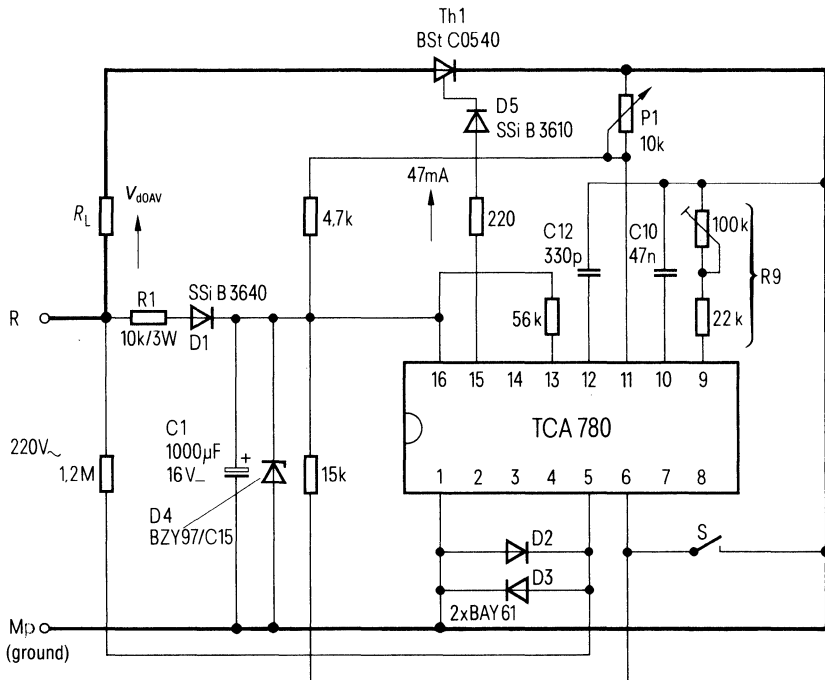 Th1
BSt C0540
D5
SSi B 3610
P1
10k
47mA
VdOAV
RL
4,7k
220
C12
330p
C10
47n
100k
R9
SSi B 3640
R
R1
10k/3W
D1
56k
22k
16 15 14 13 12 11 10 9
TCA 780
1 2 3 4 5 6 7 8
220V~
1,2M
C1
1000µF
16V_
+
15k
D4
BZY97/C15
D2
S
D3
2xBAY61
Mp
(ground)